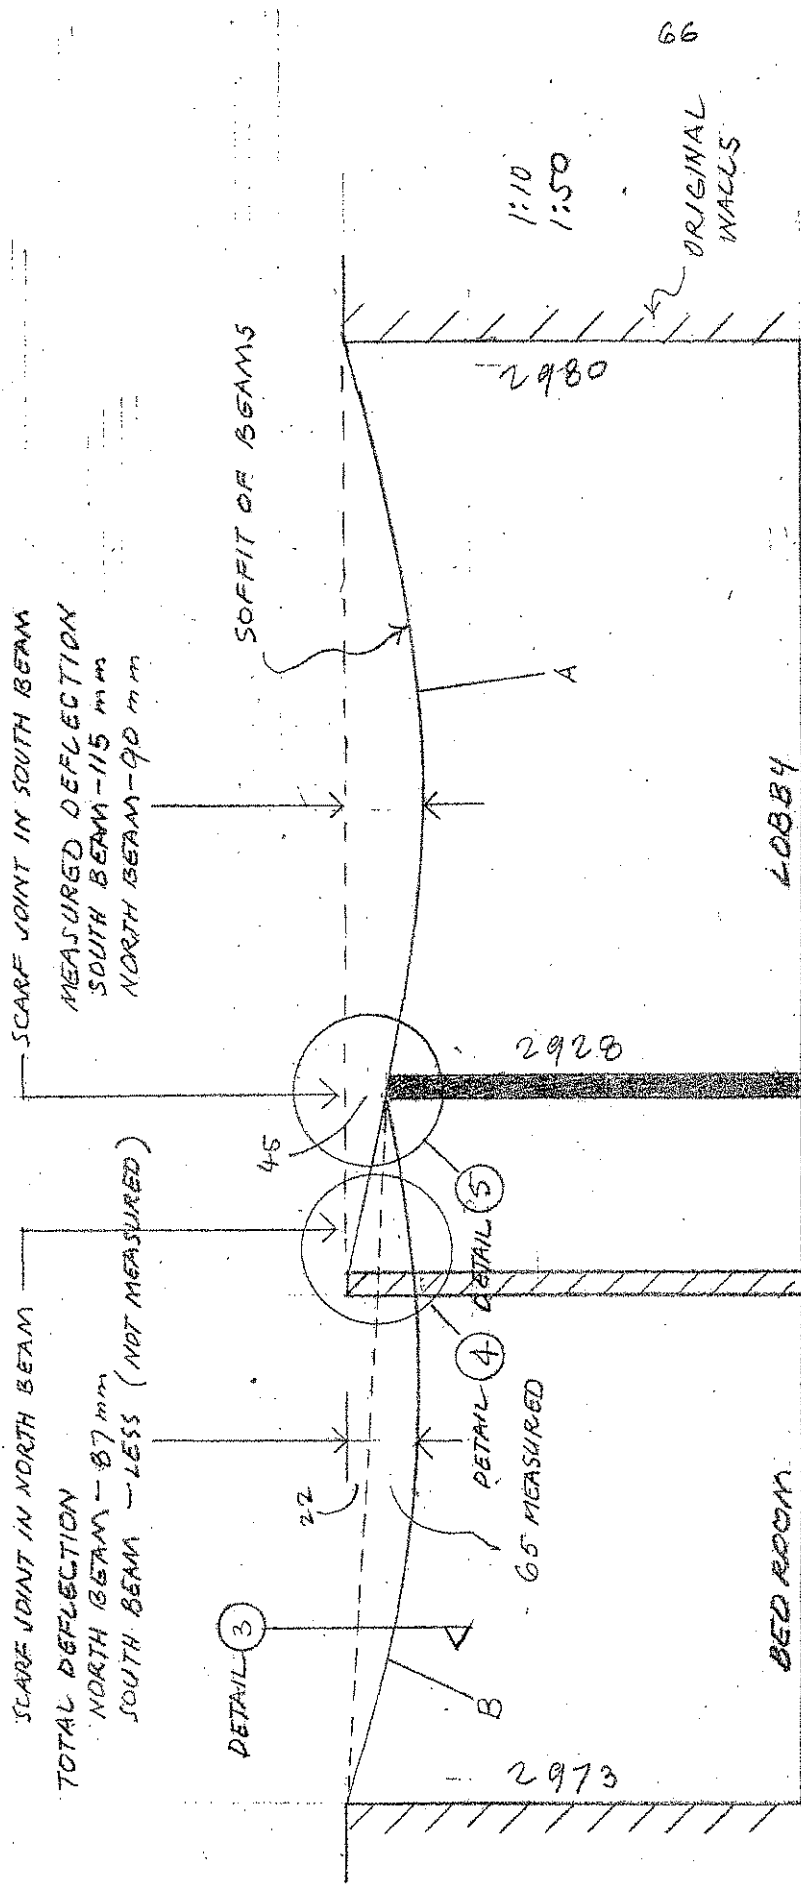 SCARF JOINT IN NORTH BEAM
TOTAL DEFLECTION
NORTH BEAM - 87 mm
SOUTH BEAM - LESS (NOT MEASURED)
SCARF JOINT IN SOUTH BEAM
MEASURED DEFLECTION
SOUTH BEAM - 115 mm
NORTH BEAM - 90 mm
DETAIL 3
22
45
SOFFIT OF BEAMS
B
65 MEASURED
DETAIL 4
DETAIL 5
A
2973
2928
2980
BED ROOM
LOBBY
1:10
1:50
ORIGINAL
WALLS
66